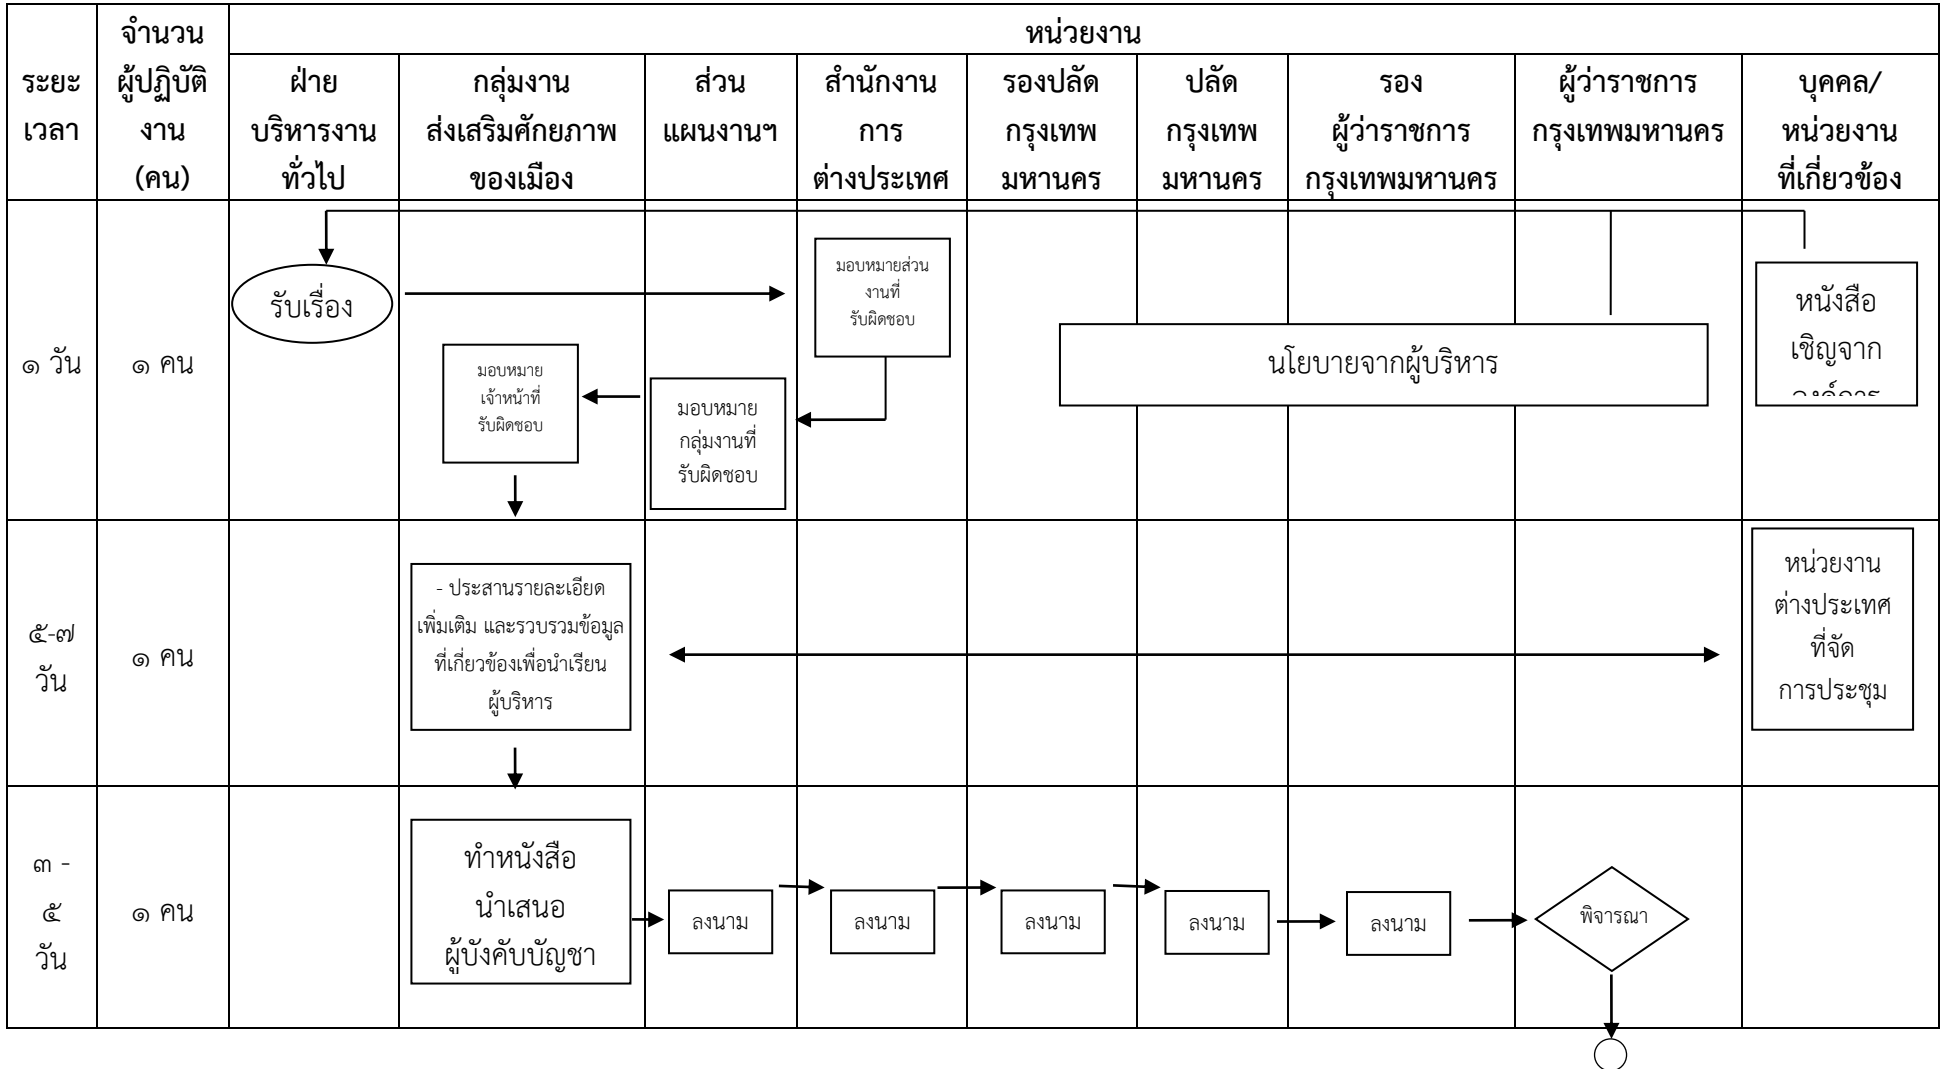 ระยะ
เวลา
จำนวน
ผู้ปฏิบัติ
งาน
(คน)
หน่วยงาน
ฝ่าย
บริหารงาน
ทั่วไป
กลุ่มงาน
ส่งเสริมศักยภาพ
ของเมือง
ส่วน
แผนงานฯ
สำนักงาน
การ
ต่างประเทศ
รองปลัด
กรุงเทพ
มหานคร
ปลัด
กรุงเทพ
มหานคร
รอง
ผู้ว่าราชการ
กรุงเทพมหานคร
ผู้ว่าราชการ
กรุงเทพมหานคร
บุคคล/
หน่วยงาน
ที่เกี่ยวข้อง
๑ วัน
๑ คน
รับเรื่อง
มอบหมาย
เจ้าหน้าที่
รับผิดชอบ
มอบหมาย
กลุ่มงานที่
รับผิดชอบ
มอบหมายส่วน
งานที่
รับผิดชอบ
นโยบายจากผู้บริหาร
หนังสือ
เชิญจาก
๕-๗
วัน
๑ คน
- ประสานรายละเอียด
เพิ่มเติม และรวบรวมข้อมูล
ที่เกี่ยวข้องเพื่อนำเรียน
ผู้บริหาร
หน่วยงาน
ต่างประเทศ
ที่จัด
การประชุม
๓ -
๕
วัน
๑ คน
ทำหนังสือ
นำเสนอ
ผู้บังคับบัญชา
ลงนาม
ลงนาม
ลงนาม
ลงนาม
ลงนาม
พิจารณา